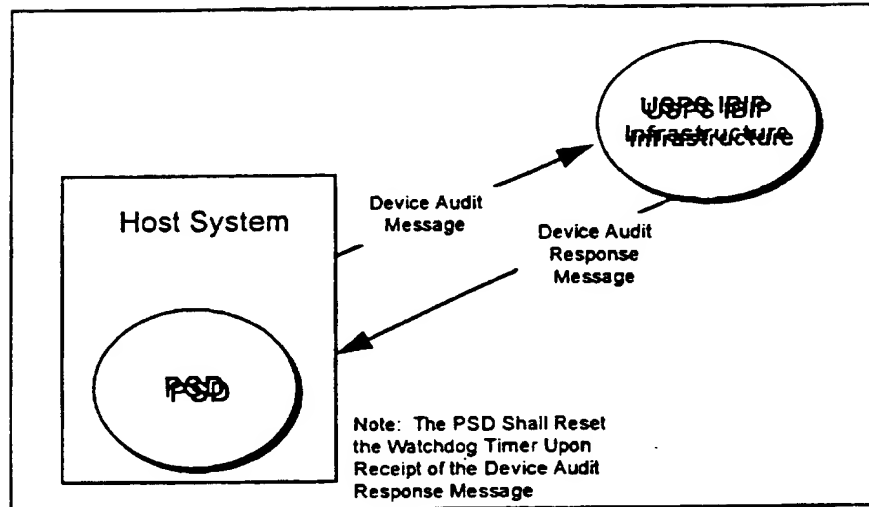 USPS IBIP
Infrastructure
Device Audit
Message
Host System
Device Audit
Response
Message
PSD
Note: The PSD Shall Reset
the Watchdog Timer Upon
Receipt of the Device Audit
Response Message